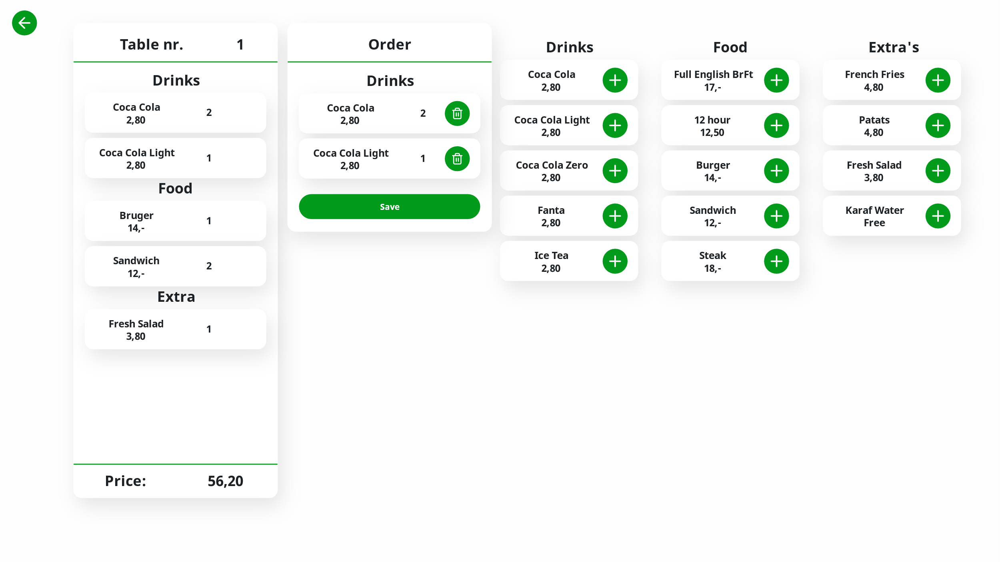 Table nr. 1
Drinks
Coca Cola
2,80
2
Coca Cola Light
2,80
1
Food
Bruger
14,-
1
Sandwich
12,-
2
Extra
Fresh Salad
3,80
1
Price: 56,20
Order
Drinks
Coca Cola
2,80
2
Coca Cola Light
2,80
1
Save
Drinks
Coca Cola
2,80
Coca Cola Light
2,80
Coca Cola Zero
2,80
Fanta
2,80
Ice Tea
2,80
Food
Full English BrFt
17,-
12 hour
12,50
Burger
14,-
Sandwich
12,-
Steak
18,-
Extra's
French Fries
4,80
Patats
4,80
Fresh Salad
3,80
Karaf Water
Free